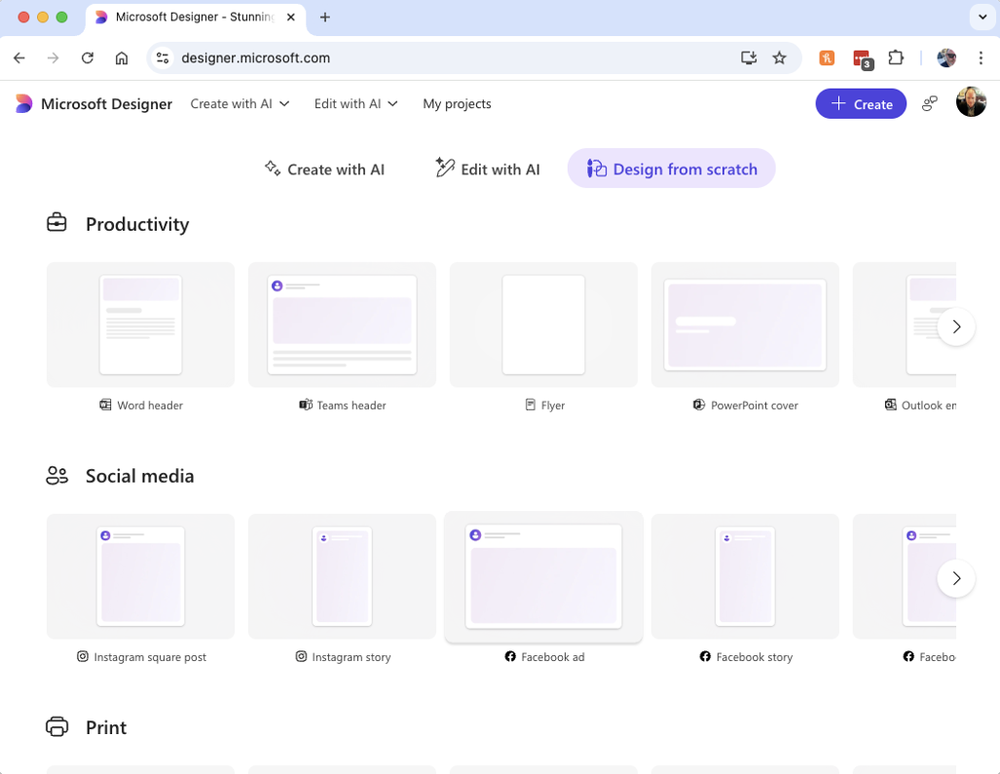 Microsoft Designer - Stunning
designer.microsoft.com
3
Microsoft Designer
Create with AI
Edit with AI
My projects
Create
Create with AI
Edit with AI
Design from scratch
Productivity
Word header
Teams header
Flyer
PowerPoint cover
Outlook em
Social media
Instagram square post
Instagram story
Facebook ad
Facebook story
Facebo
Print